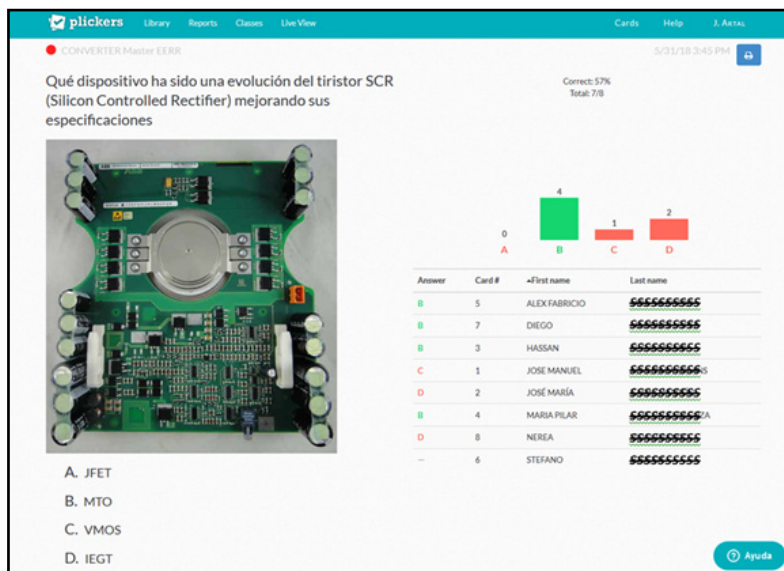 plickers Library Reports Classes Live View Cards Help J. ARTAL
CONVERTER Master EERR 5/31/18 3:45 PM
Qué dispositivo ha sido una evolución del tiristor SCR
(Silicon Controlled Rectifier) mejorando sus
especificaciones
Correct: 57%
Total: 7/8
0 4 1 2
A B C D
Answer Card # First name Last name
B 5 ALEX FABRICIO
B 7 DIEGO
B 3 HASSAN
C 1 JOSE MANUEL NS
D 2 JOSÉ MARÍA
B 4 MARIA PILAR ZA
D 8 NEREA
— 6 STEFANO
A. JFET
B. MTO
C. VMOS
D. IEGT
Ayuda